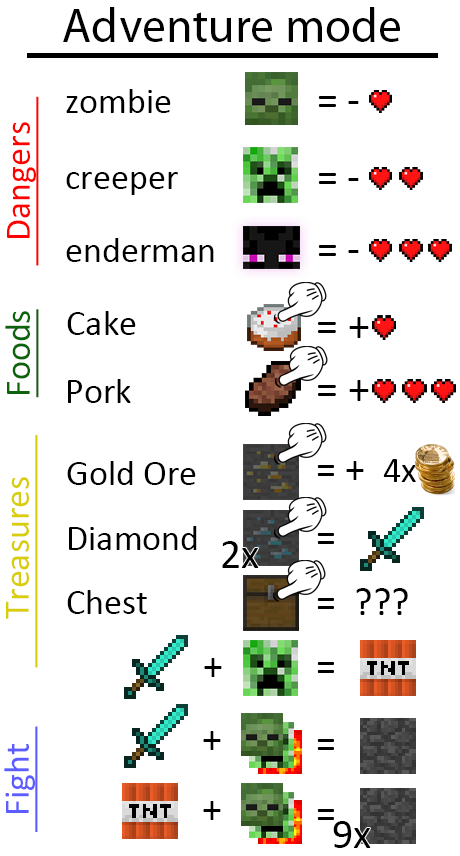 Adventure mode
Dangers
zombie = -
creeper = -
enderman = -
Foods
Cake = +
Pork = +
Treasures
Gold Ore = + 4x
Diamond 2x =
Chest = ???
+ = TNT
Fight
+ =
TNT + = 9x